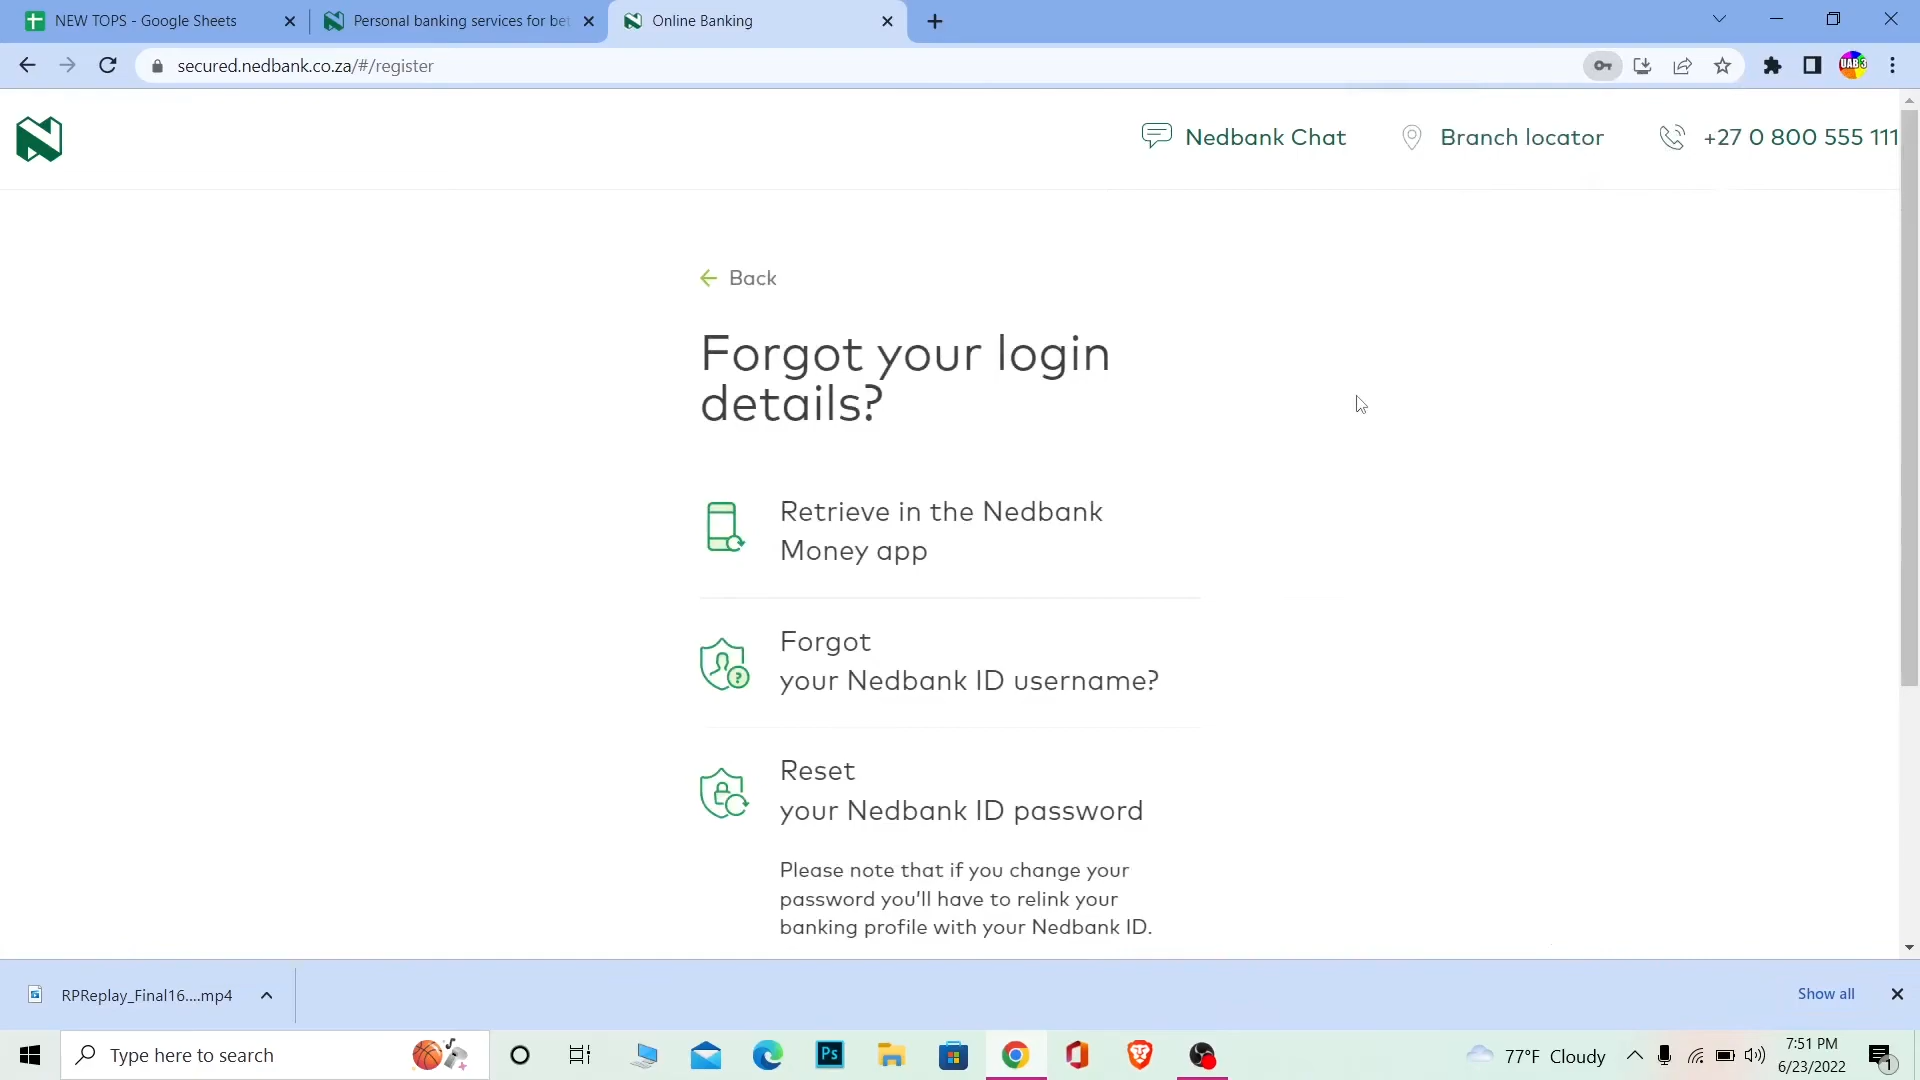 NEW TOPS - Google Sheets
Personal banking services for bet
Online Banking
secured.nedbank.co.za/#/register
UAB 3
Nedbank Chat
Branch locator
+27 0 800 555 111
Back
Forgot your login
details?
Retrieve in the Nedbank
Money app
Forgot
your Nedbank ID username?
Reset
your Nedbank ID password
Please note that if you change your
password you'll have to relink your
banking profile with your Nedbank ID.
RPReplay_Final16....mp4
Show all
Type here to search
Ps
77°F Cloudy
7:51 PM
6/23/2022
1